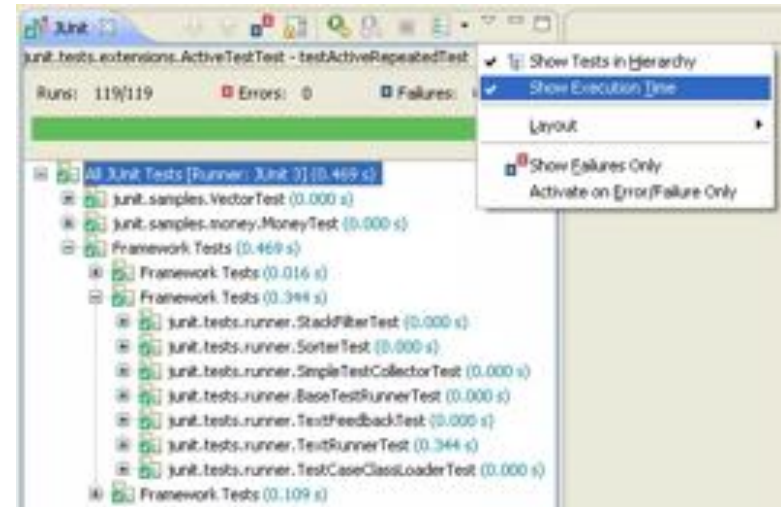 JUnit
junit.tests.extensions.ActiveTestTest - testActiveRepeatedTest
Runs: 119/119 Errors: 0 Failures:
Show Tests in Hierarchy
Show Execution Time
Layout
Show Failures Only
Activate on Error/Failure Only
All JUnit Tests [Runner: JUnit 3] (0.469 s)
junit.samples.VectorTest (0.000 s)
junit.samples.money.MoneyTest (0.000 s)
Framework Tests (0.469 s)
Framework Tests (0.016 s)
Framework Tests (0.344 s)
junit.tests.runner.StackFilterTest (0.000 s)
junit.tests.runner.SorterTest (0.000 s)
junit.tests.runner.SimpleTestCollectorTest (0.000 s)
junit.tests.runner.BaseTestRunnerTest (0.000 s)
junit.tests.runner.TextFeedbackTest (0.000 s)
junit.tests.runner.TextRunnerTest (0.344 s)
junit.tests.runner.TestCaseClassLoaderTest (0.000 s)
Framework Tests (0.109 s)